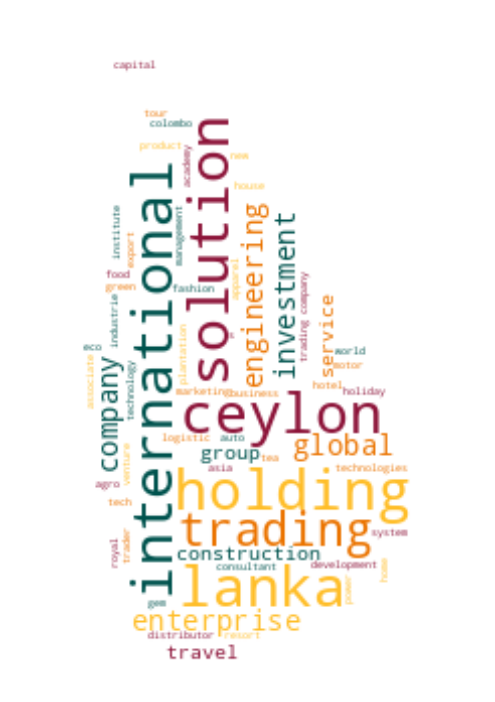 capital
tour
colombo
product
academy
new
solution
international
house
management
institute
export
engineering
investment
food
green
fashion
apparel
trading company
industrie
service
plantation
s
eco
world
associate
company
technology
motor
marketing
business
hotel
holiday
ceylon
logistic
auto
global
group
tea
asia
technologies
venture
agro
holding
tech
trading
system
royal
trader
construction
consultant
development
home
lanka
power
gem
enterprise
distributor
resort
travel